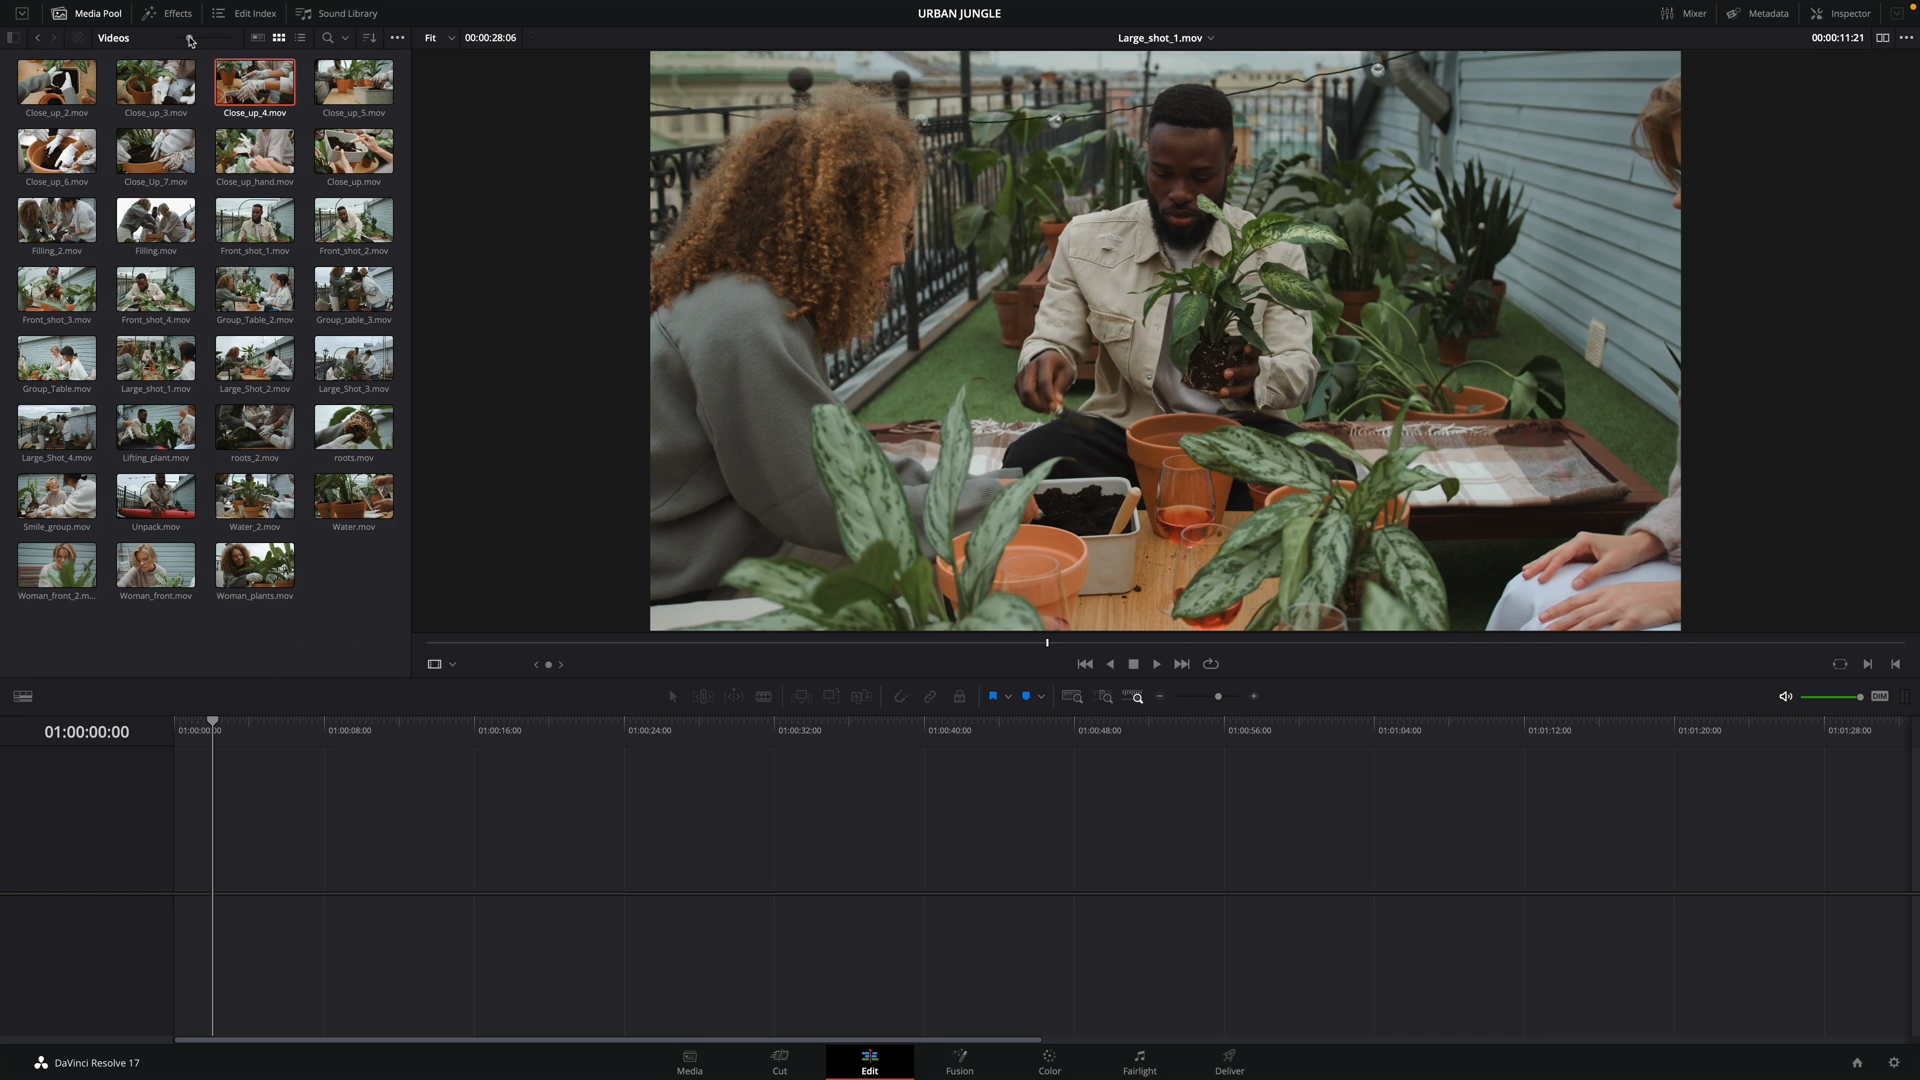 Media Pool Effects Edit Index Sound Library URBAN JUNGLE Mixer Metadata Inspector
Videos Fit 00:00:28:06 Large_shot_1.mov 00:00:11:21
Close_up_2.mov Close_up_3.mov Close_up_4.mov Close_up_5.mov
Close_up_6.mov Close_Up_7.mov Close_up_hand.mov Close_up.mov
Filling_2.mov Filling.mov Front_shot_1.mov Front_shot_2.mov
Front_shot_3.mov Front_shot_4.mov Group_Table_2.mov Group_table_3.mov
Group_Table.mov Large_shot_1.mov Large_Shot_2.mov Large_Shot_3.mov
Large_Shot_4.mov Lifting_plant.mov roots_2.mov roots.mov
Smile_group.mov Unpack.mov Water_2.mov Water.mov
Woman_front_2.m... Woman_front.mov Woman_plants.mov
DIM
01:00:00:00 01:00:00:00 01:00:08:00 01:00:16:00 01:00:24:00 01:00:32:00 01:00:40:00 01:00:48:00 01:00:56:00 01:01:04:00 01:01:12:00 01:01:20:00 01:01:28:00
DaVinci Resolve 17 Media Cut Edit Fusion Color Fairlight Deliver